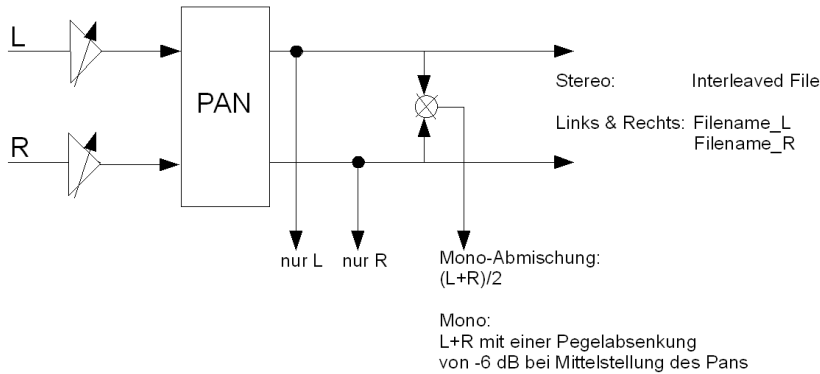 L
R
PAN
Stereo: Interleaved File
Links & Rechts: Filename_L
Filename_R
nur L
nur R
Mono-Abmischung:
(L+R)/2
Mono:
L+R mit einer Pegelabsenkung
von -6 dB bei Mittelstellung des Pans